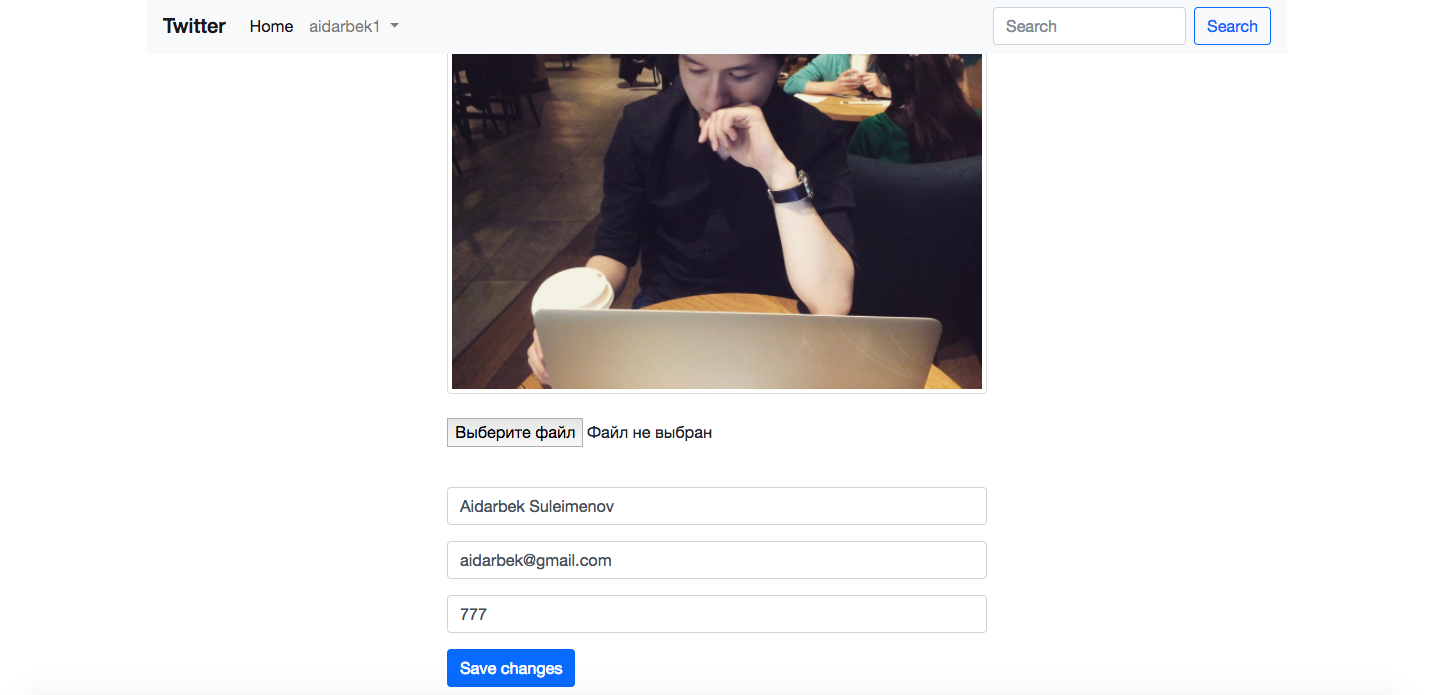 Twitter Home aidarbek1 Search Search
Выберите файл Файл не выбран
Aidarbek Suleimenov
aidarbek@gmail.com
777
Save changes